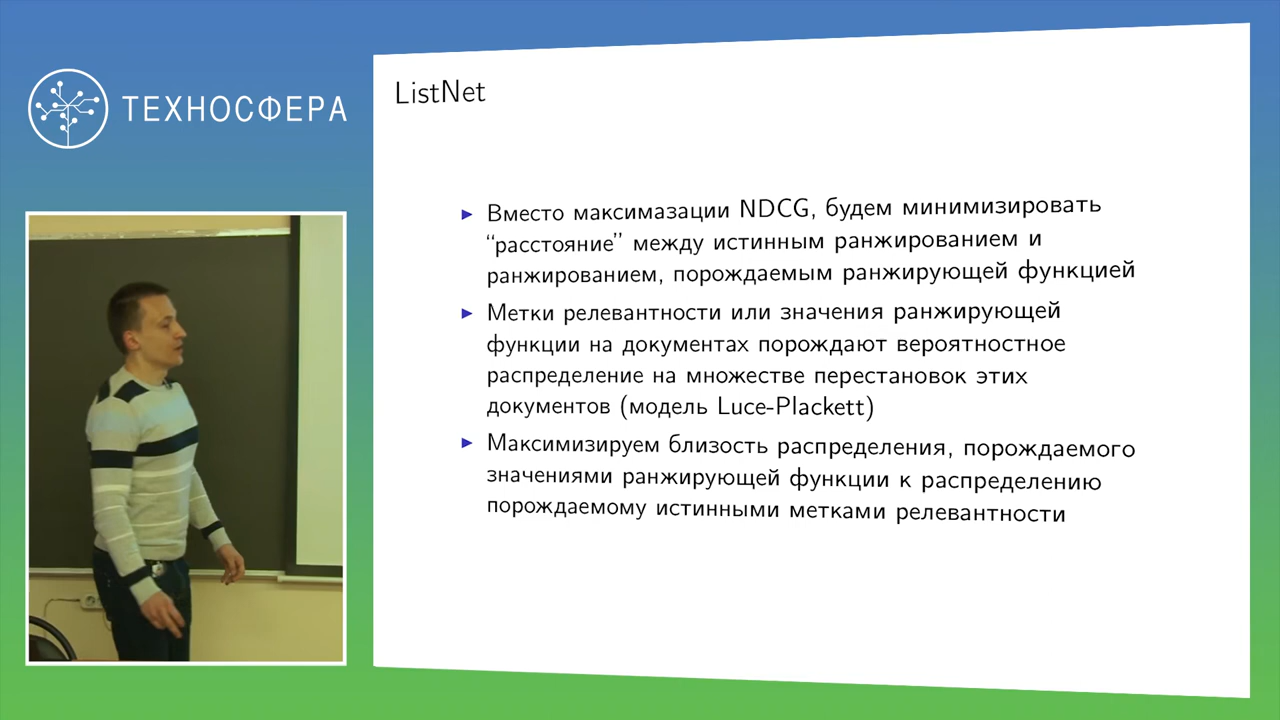 ТЕХНОСФЕРА
ListNet
Вместо максимазации NDCG, будем минимизировать
“расстояние” между истинным ранжированием и
ранжированием, порождаемым ранжирующей функцией
Метки релевантности или значения ранжирующей
функции на документах порождают вероятностное
распределение на множестве перестановок этих
документов (модель Luce-Plackett)
Максимизируем близость распределения, порождаемого
значениями ранжирующей функции к распределению
порождаемому истинными метками релевантности